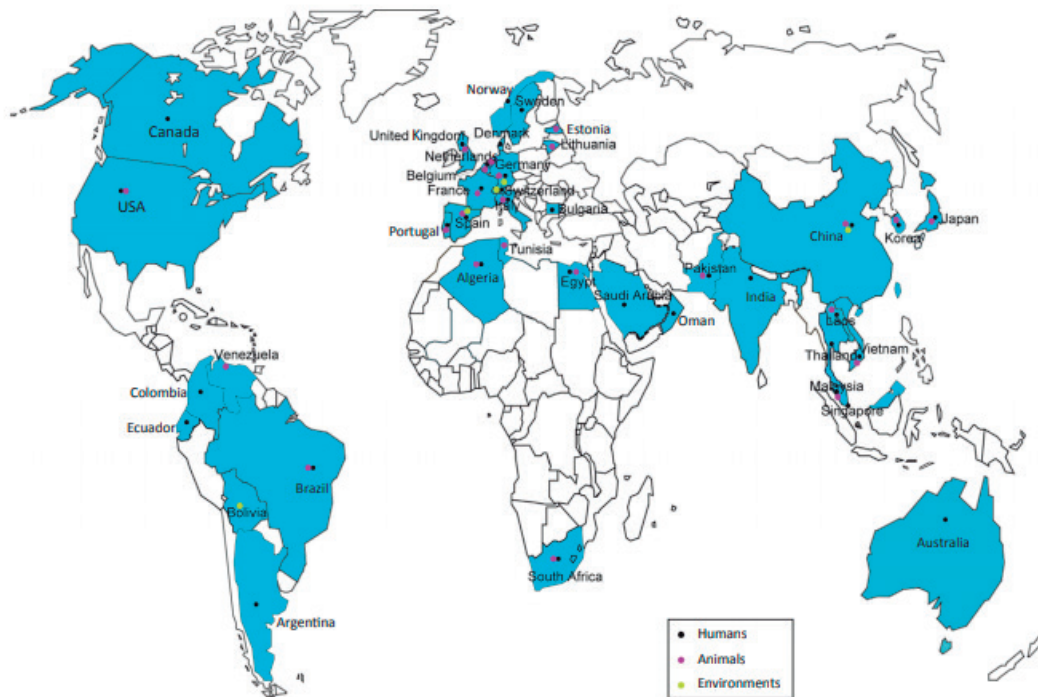 Norway
Sweden
Canada
United Kingdom
Denmark
Estonia
Lithuania
Netherlands
Germany
Belgium
France
Switzerland
USA
Bulgaria
Spain
Portugal
Japan
Korea
China
Tunisia
Algeria
Egypt
Pakistan
India
Saudi Arabia
Oman
Laos
Thailand
Vietnam
Venezuela
Colombia
Malaysia
Singapore
Ecuador
Brazil
Bolivia
Australia
South Africa
Argentina
Humans
Animals
Environments